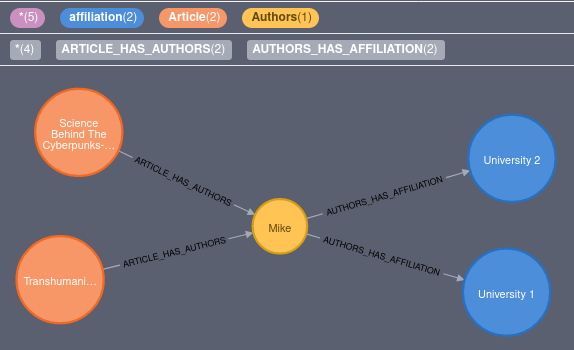 *(5) affiliation(2) Article(2) Authors(1)
*(4) ARTICLE_HAS_AUTHORS(2) AUTHORS_HAS_AFFILIATION(2)
Science
Behind The
Cyberpunks-…
ARTICLE_HAS_AUTHORS
AUTHORS_HAS_AFFILIATION
University 2
Mike
Transhumani…
ARTICLE_HAS_AUTHORS
AUTHORS_HAS_AFFILIATION
University 1